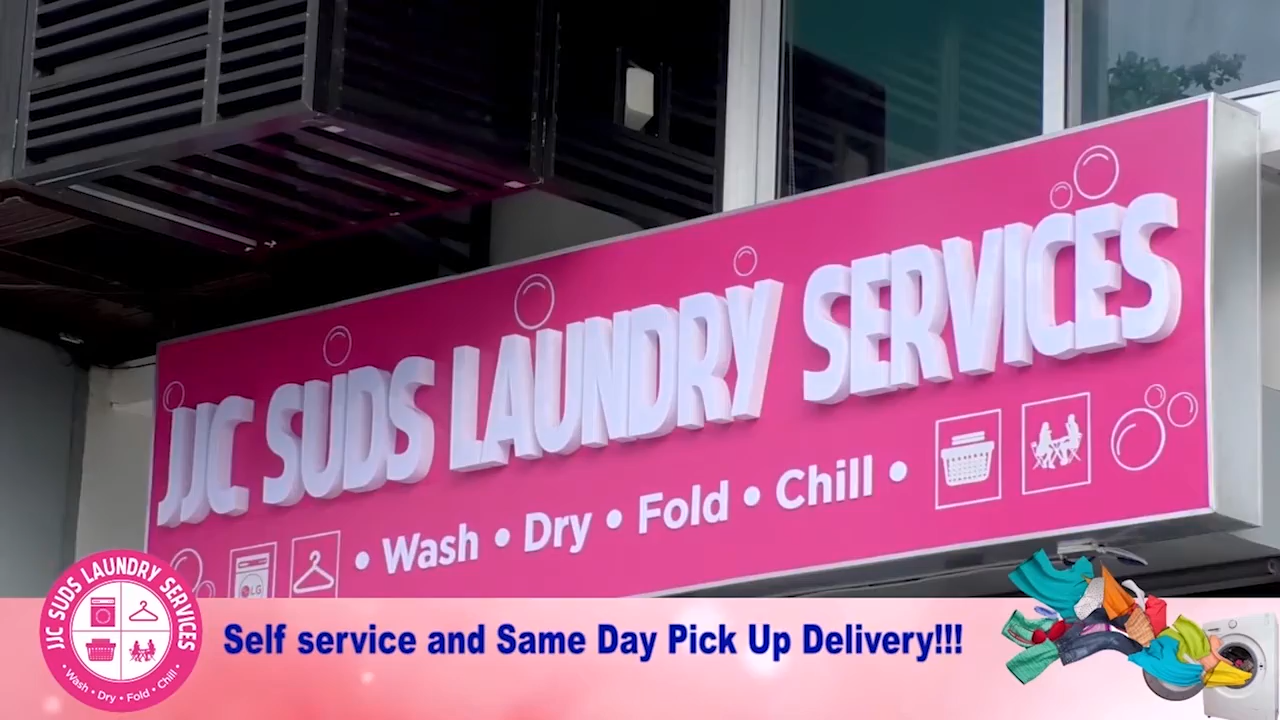 JJC SUDS LAUNDRY SERVICES
• Wash • Dry • Fold • Chill •
LG
JJC SUDS LAUNDRY SERVICES
• Wash • Dry • Fold • Chill •
Self service and Same Day Pick Up Delivery!!!